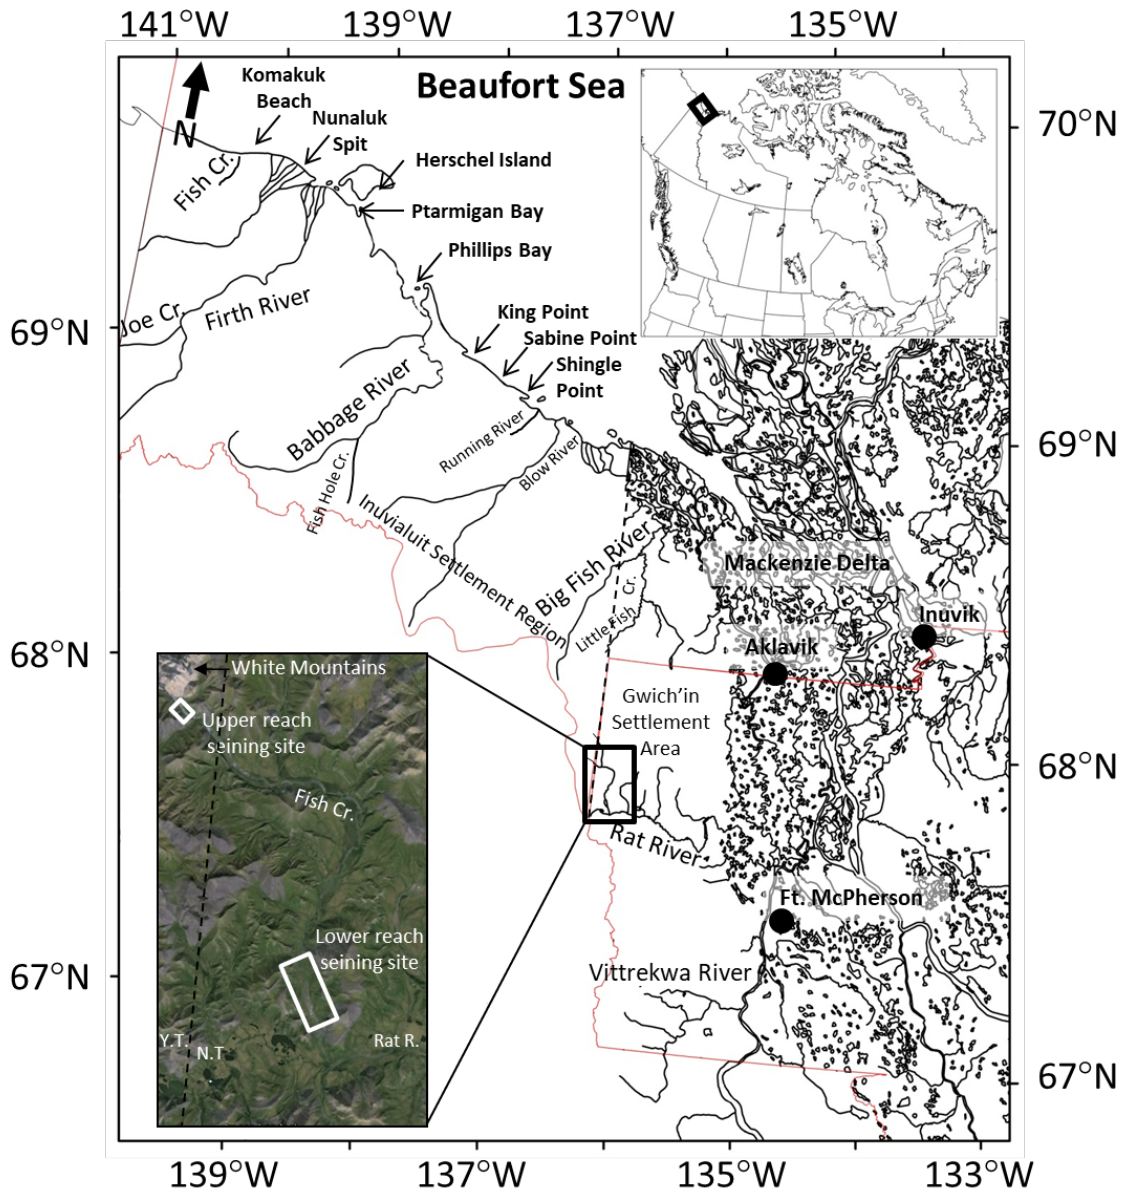 141°W
139°W
137°W
135°W
Beaufort Sea
Komakuk
Beach
Nunaluk
Spit
N
Fish Cr.
Herschel Island
Ptarmigan Bay
Phillips Bay
70°N
Joe Cr.
Firth River
King Point
Sabine Point
Shingle
Point
69°N
Babbage River
Running River
Blow River
69°N
Fish Hole Cr.
Inuvialuit Settlement Region
Big Fish River
Little Fish Cr.
Mackenzie Delta
Inuvik
Aklavik
68°N
White Mountains
Upper reach
seining site
Fish Cr.
Gwich’in
Settlement
Area
68°N
Rat River
Ft. McPherson
Lower reach
seining site
Vittrekwa River
67°N
Y.T.
N.T.
Rat R.
67°N
139°W
137°W
135°W
133°W